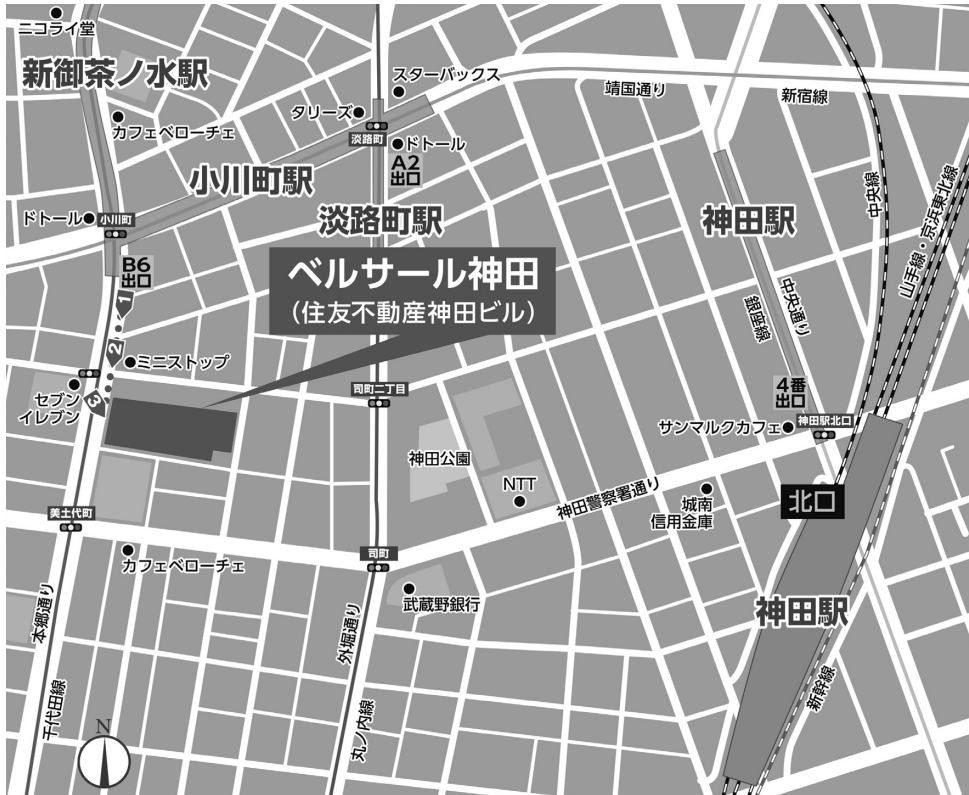 ニコライ堂
新御茶ノ水駅
カフェベローチェ
スターバックス
タリーズ
淡路町
ドトール
A2
出口
靖国通り
新宿線
中央線
山手線・京浜東北線
小川町駅
淡路町駅
神田駅
ドトール
小川町
B6
出口
ベルサール神田
（住友不動産神田ビル）
中央通り
銀座線
1
2
3
ミニストップ
セブン
イレブン
司町二丁目
4番
出口
神田駅北口
サンマルクカフェ
神田公園
NTT
神田警察署通り
城南
信用金庫
北口
美土代町
カフェベローチェ
司町
武蔵野銀行
神田駅
本郷通り
外堀通り
新幹線
千代田線
丸ノ内線
N